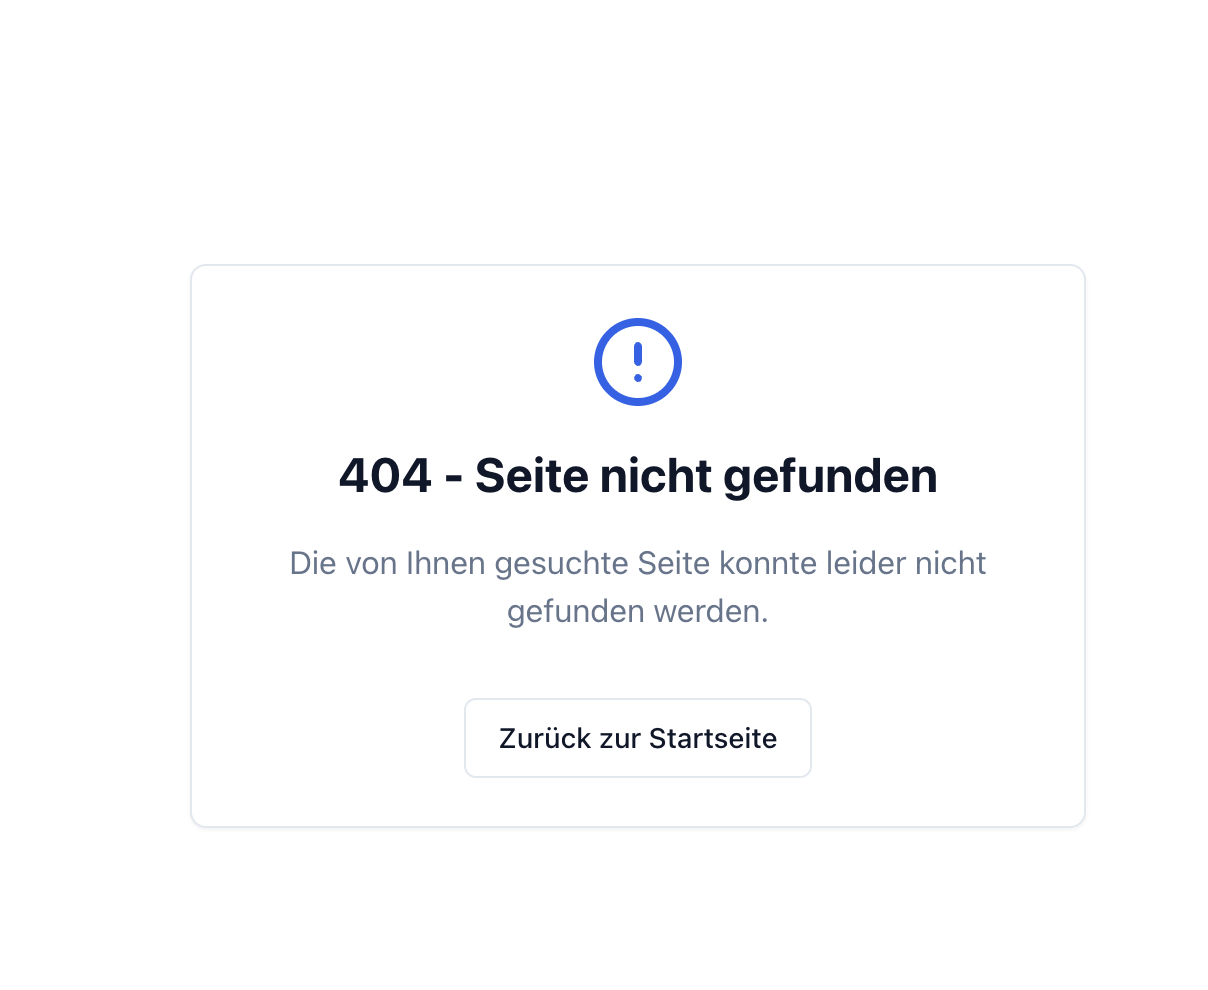 404 - Seite nicht gefunden
Die von Ihnen gesuchte Seite konnte leider nicht
gefunden werden.
Zurück zur Startseite